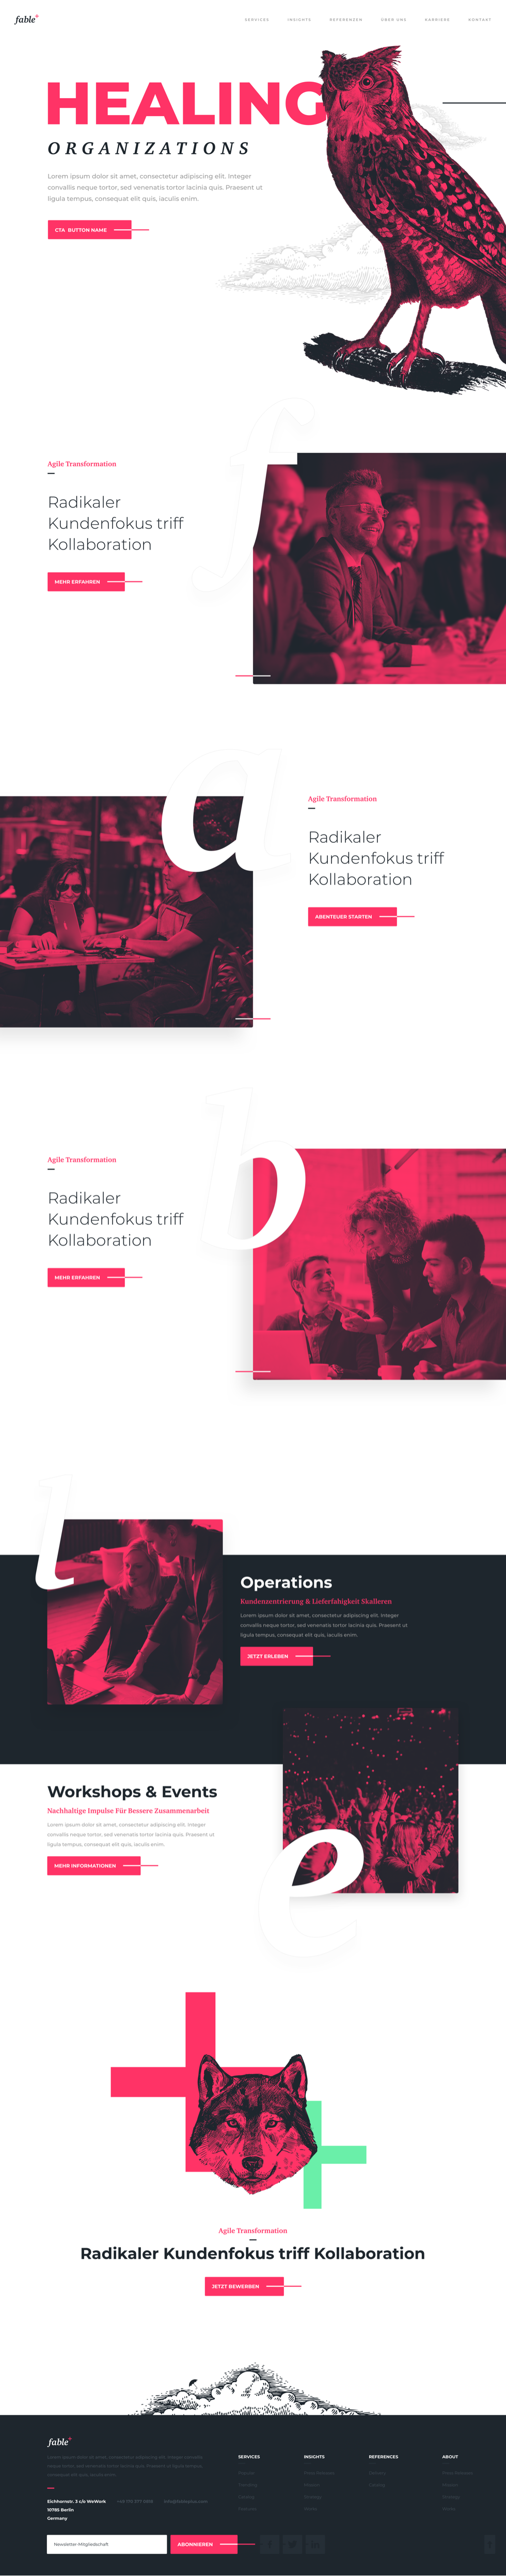 fable+
SERVICES INSIGHTS REFERENZEN ÜBER UNS KARRIERE KONTAKT
HEALING
ORGANIZATIONS
Lorem ipsum dolor sit amet, consectetur adipiscing elit. Integer
convallis neque tortor, sed venenatis tortor lacinia quis. Praesent ut
ligula tempus, consequat elit quis, iaculis enim.
CTA BUTTON NAME
f
Agile Transformation
Radikaler
Kundenfokus triff
Kollaboration
MEHR ERFAHREN
a
Agile Transformation
Radikaler
Kundenfokus triff
Kollaboration
ABENTEUER STARTEN
b
Agile Transformation
Radikaler
Kundenfokus triff
Kollaboration
MEHR ERFAHREN
l
Operations
Kundenzentrierung & Lieferfahigkeit Skalleren
Lorem ipsum dolor sit amet, consectetur adipiscing elit. Integer
convallis neque tortor, sed venenatis tortor lacinia quis. Praesent ut
ligula tempus, consequat elit quis, iaculis enim.
JETZT ERLEBEN
Workshops & Events
Nachhaltige Impulse Für Bessere Zusammenarbeit
Lorem ipsum dolor sit amet, consectetur adipiscing elit. Integer
convallis neque tortor, sed venenatis tortor lacinia quis. Praesent ut
ligula tempus, consequat elit quis, iaculis enim.
MEHR INFORMATIONEN
e
Agile Transformation
Radikaler Kundenfokus triff Kollaboration
JETZT BEWERBEN
fable+
SERVICES INSIGHTS REFERENCES ABOUT
Eichhornstr. 3 c/o WeWork
10785 Berlin
Germany
Newsletter-Mitgliedschaft
ABONNIEREN